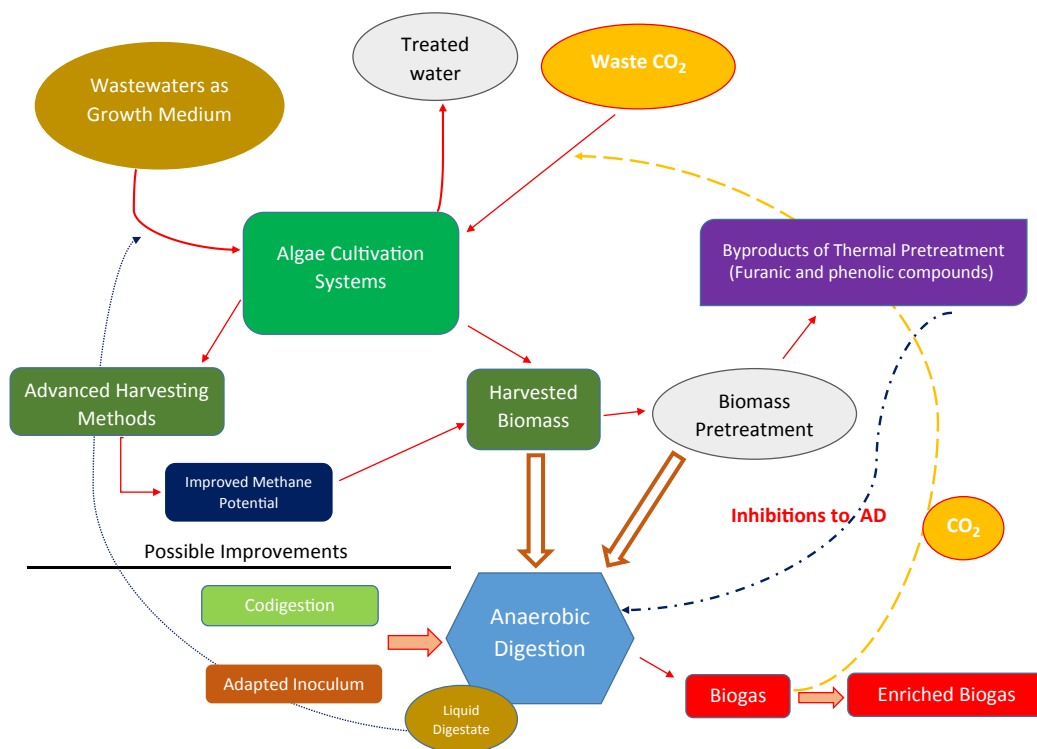 Treated
water
Waste CO₂
Wastewaters as
Growth Medium
Algae Cultivation
Systems
Byproducts of Thermal Pretreatment
(Furanic and phenolic compounds)
Advanced Harvesting
Methods
Harvested
Biomass
Biomass
Pretreatment
Improved Methane
Potential
Inhibitions to AD
CO₂
Possible Improvements
Codigestion
Anaerobic
Digestion
Adapted Inoculum
Biogas
Enriched Biogas
Liquid
Digestate